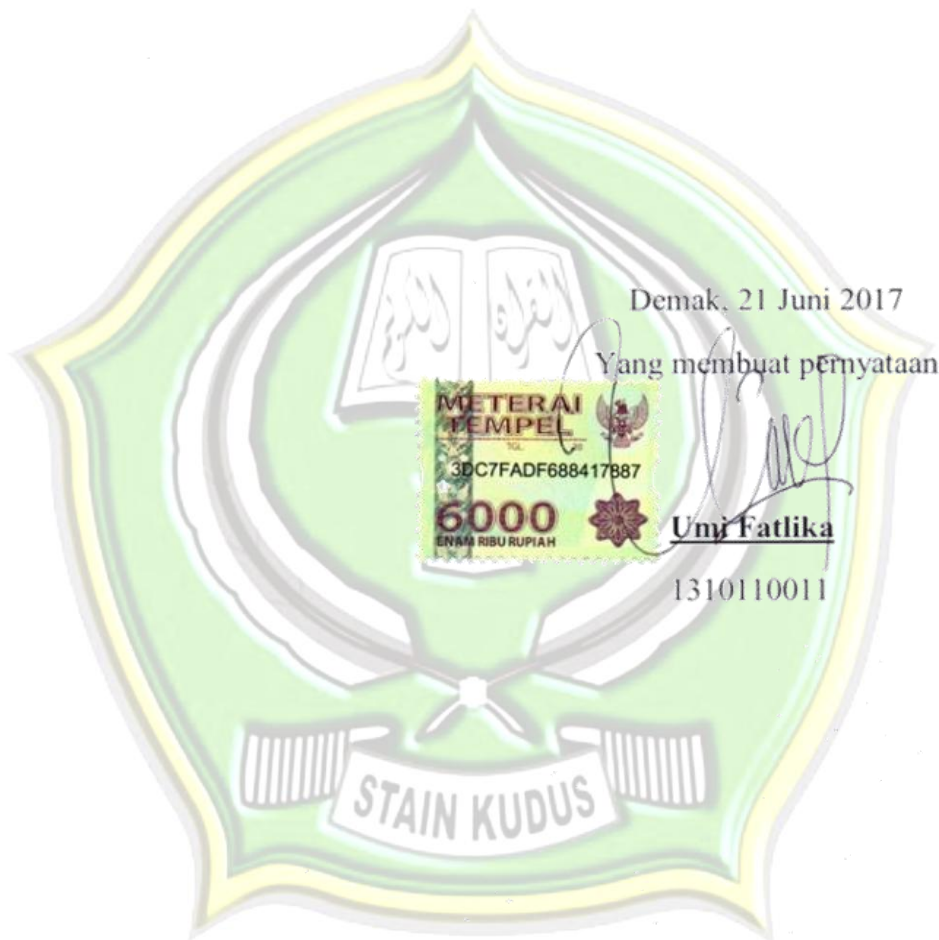 Demak, 21 Juni 2017
Yang membuat pernyataan
METERAI
TEMPEL
TGL. 20
3DC7FADF688417887
6000
ENAM RIBU RUPIAH
Umi Fatlika
1310110011
STAIN KUDUS